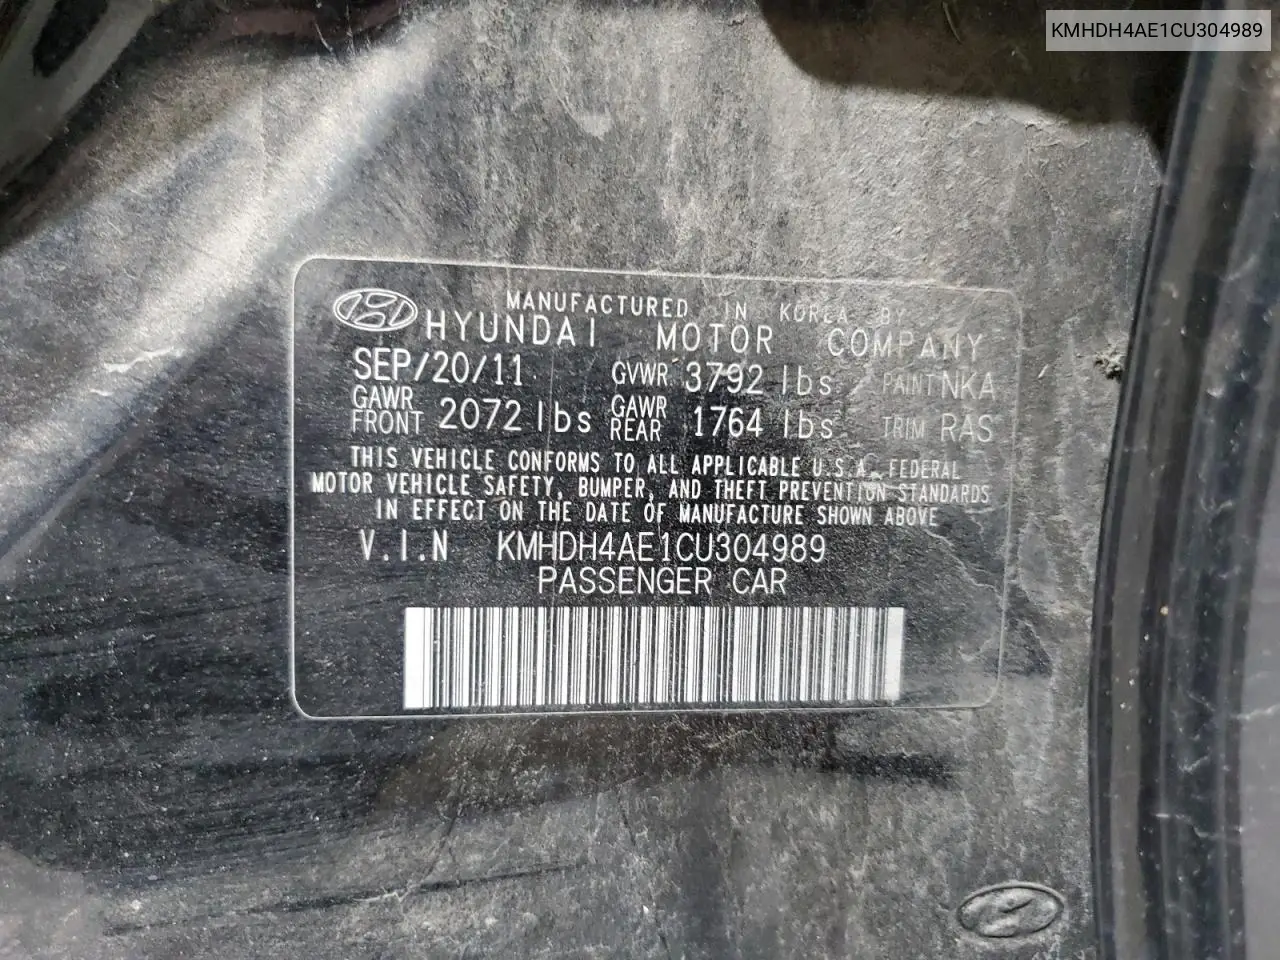 KMHDH4AE1CU304989
MANUFACTURED IN KOREA BY
HYUNDAI MOTOR COMPANY
SEP/20/11 GVWR 3792 lbs PAINT NKA
GAWR FRONT 2072 lbs GAWR REAR 1764 lbs TRIM RAS
THIS VEHICLE CONFORMS TO ALL APPLICABLE U.S.A. FEDERAL
MOTOR VEHICLE SAFETY, BUMPER, AND THEFT PREVENTION STANDARDS
IN EFFECT ON THE DATE OF MANUFACTURE SHOWN ABOVE
V.I.N KMHDH4AE1CU304989
PASSENGER CAR